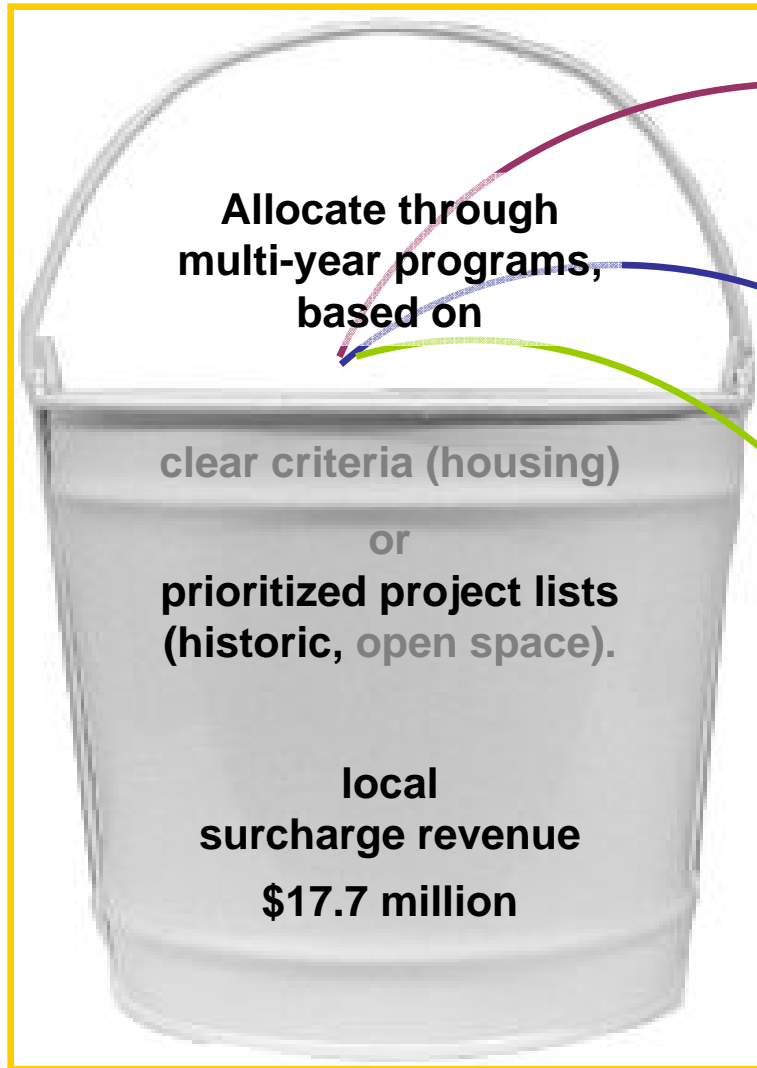 Allocate through
multi-year programs,
based on
clear criteria (housing)
or
prioritized project lists
(historic, open space).
local
surcharge revenue
$17.7 million